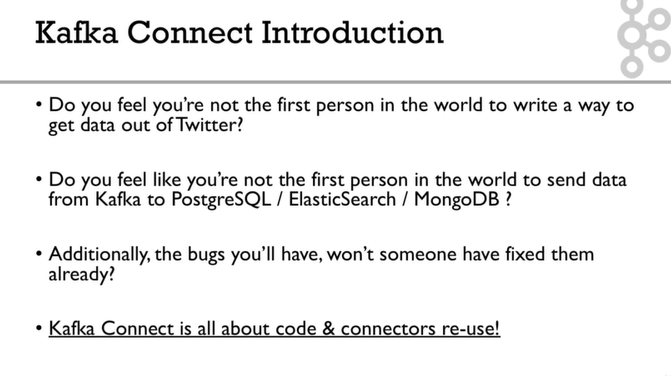 Kafka Connect Introduction
• Do you feel you're not the first person in the world to write a way to
get data out of Twitter?
• Do you feel like you're not the first person in the world to send data
from Kafka to PostgreSQL / ElasticSearch / MongoDB ?
• Additionally, the bugs you'll have, won't someone have fixed them
already?
• Kafka Connect is all about code & connectors re-use!